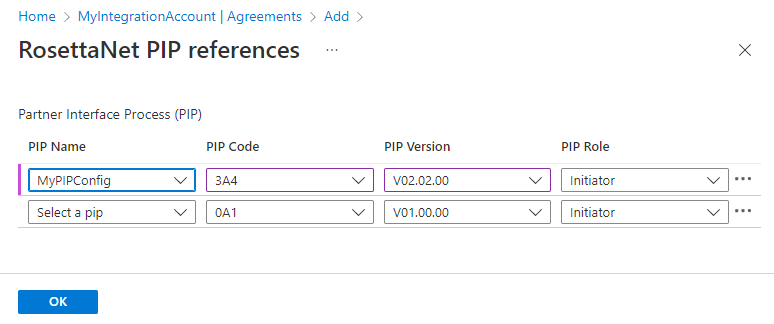 Home > MyIntegrationAccount | Agreements > Add >
RosettaNet PIP references ...
Partner Interface Process (PIP)
PIP Name PIP Code PIP Version PIP Role
MyPIPConfig 3A4 V02.02.00 Initiator ...
Select a pip 0A1 V01.00.00 Initiator ...
OK